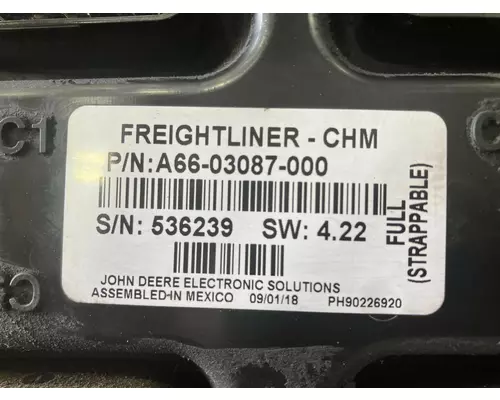 C1
FREIGHTLINER - CHM
P/N:A66-03087-000
S/N: 536239 SW: 4.22
FULL
(STRAPPABLE)
JOHN DEERE ELECTRONIC SOLUTIONS
ASSEMBLED-IN MEXICO 09/01/18 PH90226920